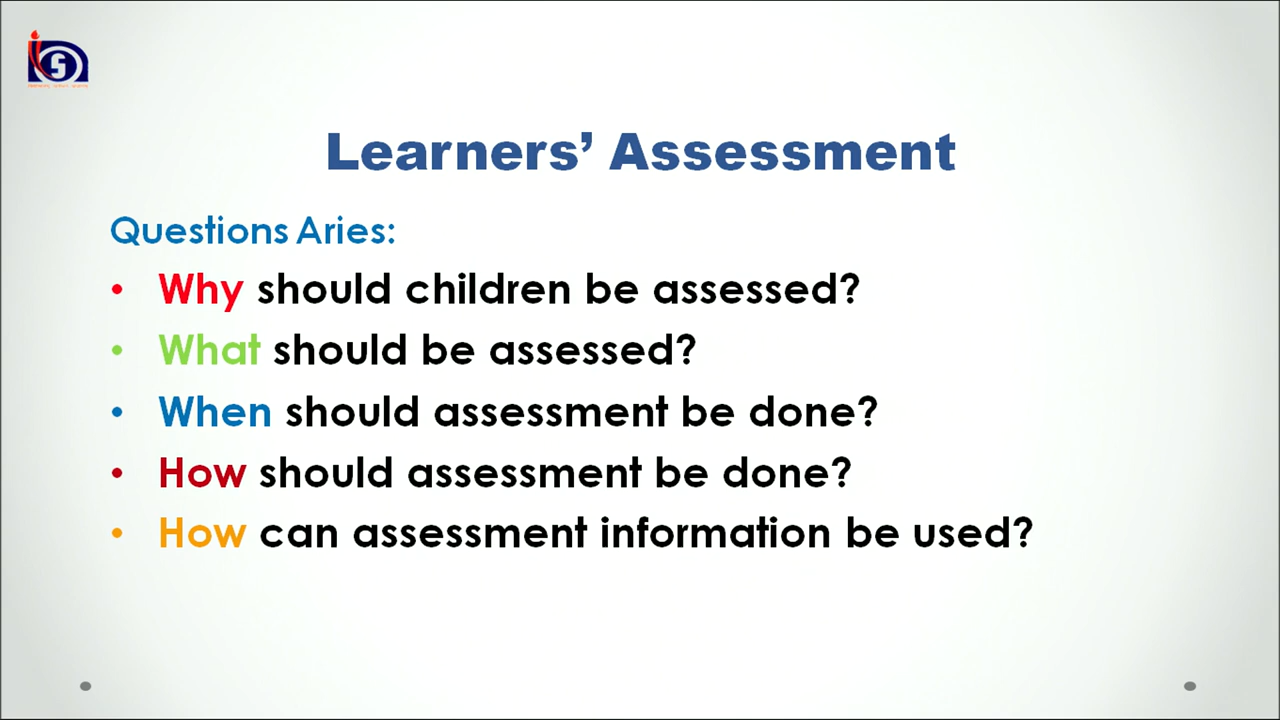 Learners’ Assessment
Questions Aries:
• Why should children be assessed?
• What should be assessed?
• When should assessment be done?
• How should assessment be done?
• How can assessment information be used?